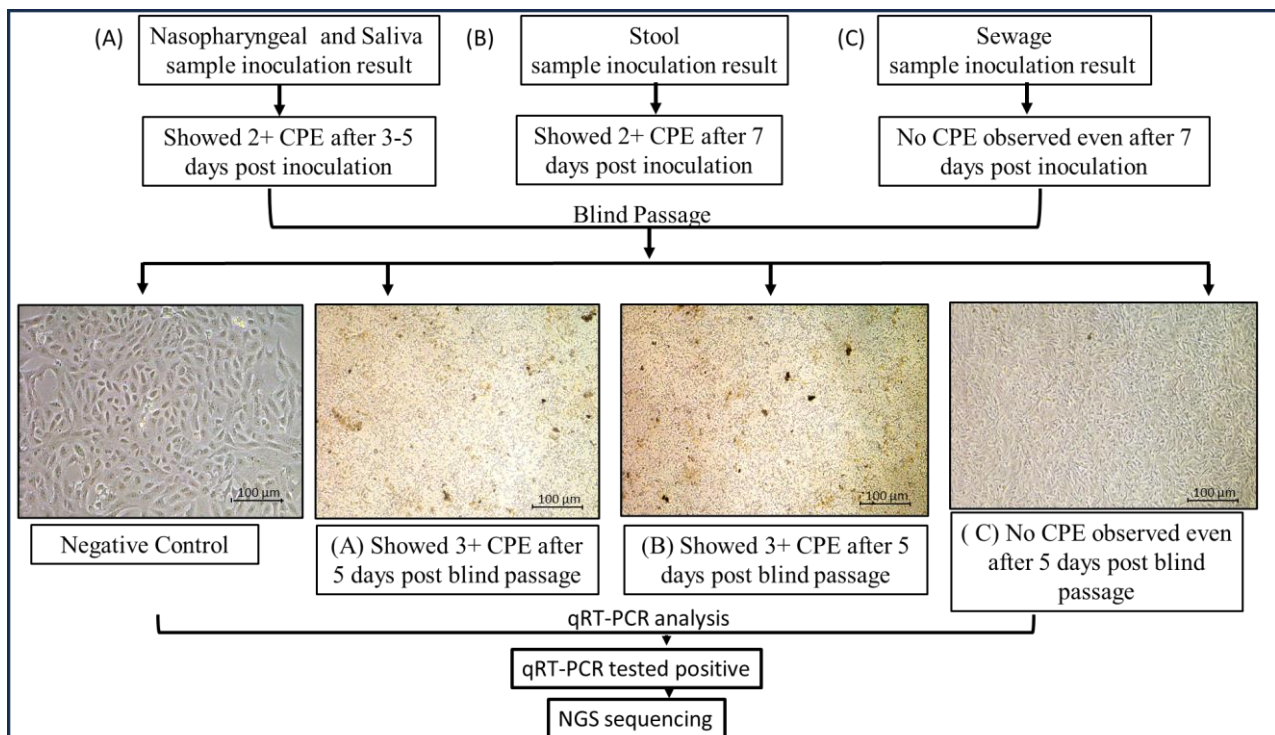 (A)
Nasopharyngeal and Saliva
sample inoculation result
(B)
Stool
sample inoculation result
(C)
Sewage
sample inoculation result
Showed 2+ CPE after 3-5
days post inoculation
Showed 2+ CPE after 7
days post inoculation
No CPE observed even after 7
days post inoculation
Blind Passage
100 µm
100 µm
100 µm
100 µm
Negative Control
(A) Showed 3+ CPE after
5 days post blind passage
(B) Showed 3+ CPE after 5
days post blind passage
( C) No CPE observed even
after 5 days post blind
passage
qRT-PCR analysis
qRT-PCR tested positive
NGS sequencing